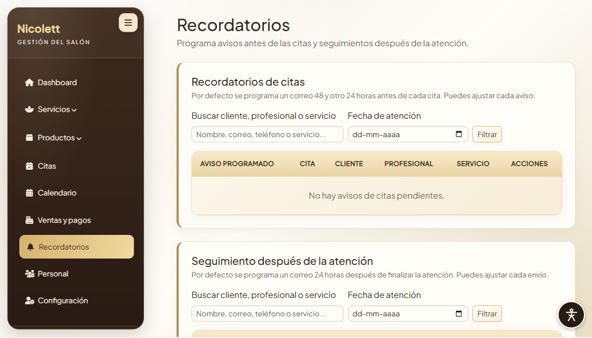 Nicolett
GESTIÓN DEL SALÓN
Dashboard
Servicios
Productos
Citas
Calendario
Ventas y pagos
Recordatorios
Personal
Configuración
Recordatorios
Programa avisos antes de las citas y seguimientos después de la atención.
Recordatorios de citas
Por defecto se programa un correo 48 y otro 24 horas antes de cada cita. Puedes ajustar cada aviso.
Buscar cliente, profesional o servicio Fecha de atención
Nombre, correo, teléfono o servicio... dd-mm-aaaa Filtrar
AVISO PROGRAMADO CITA CLIENTE PROFESIONAL SERVICIO ACCIONES
No hay avisos de citas pendientes.
Seguimiento después de la atención
Por defecto se programa un correo 24 horas después de finalizar la atención. Puedes ajustar cada envío.
Buscar cliente, profesional o servicio Fecha de atención
Nombre, correo, teléfono o servicio... dd-mm-aaaa Filtrar